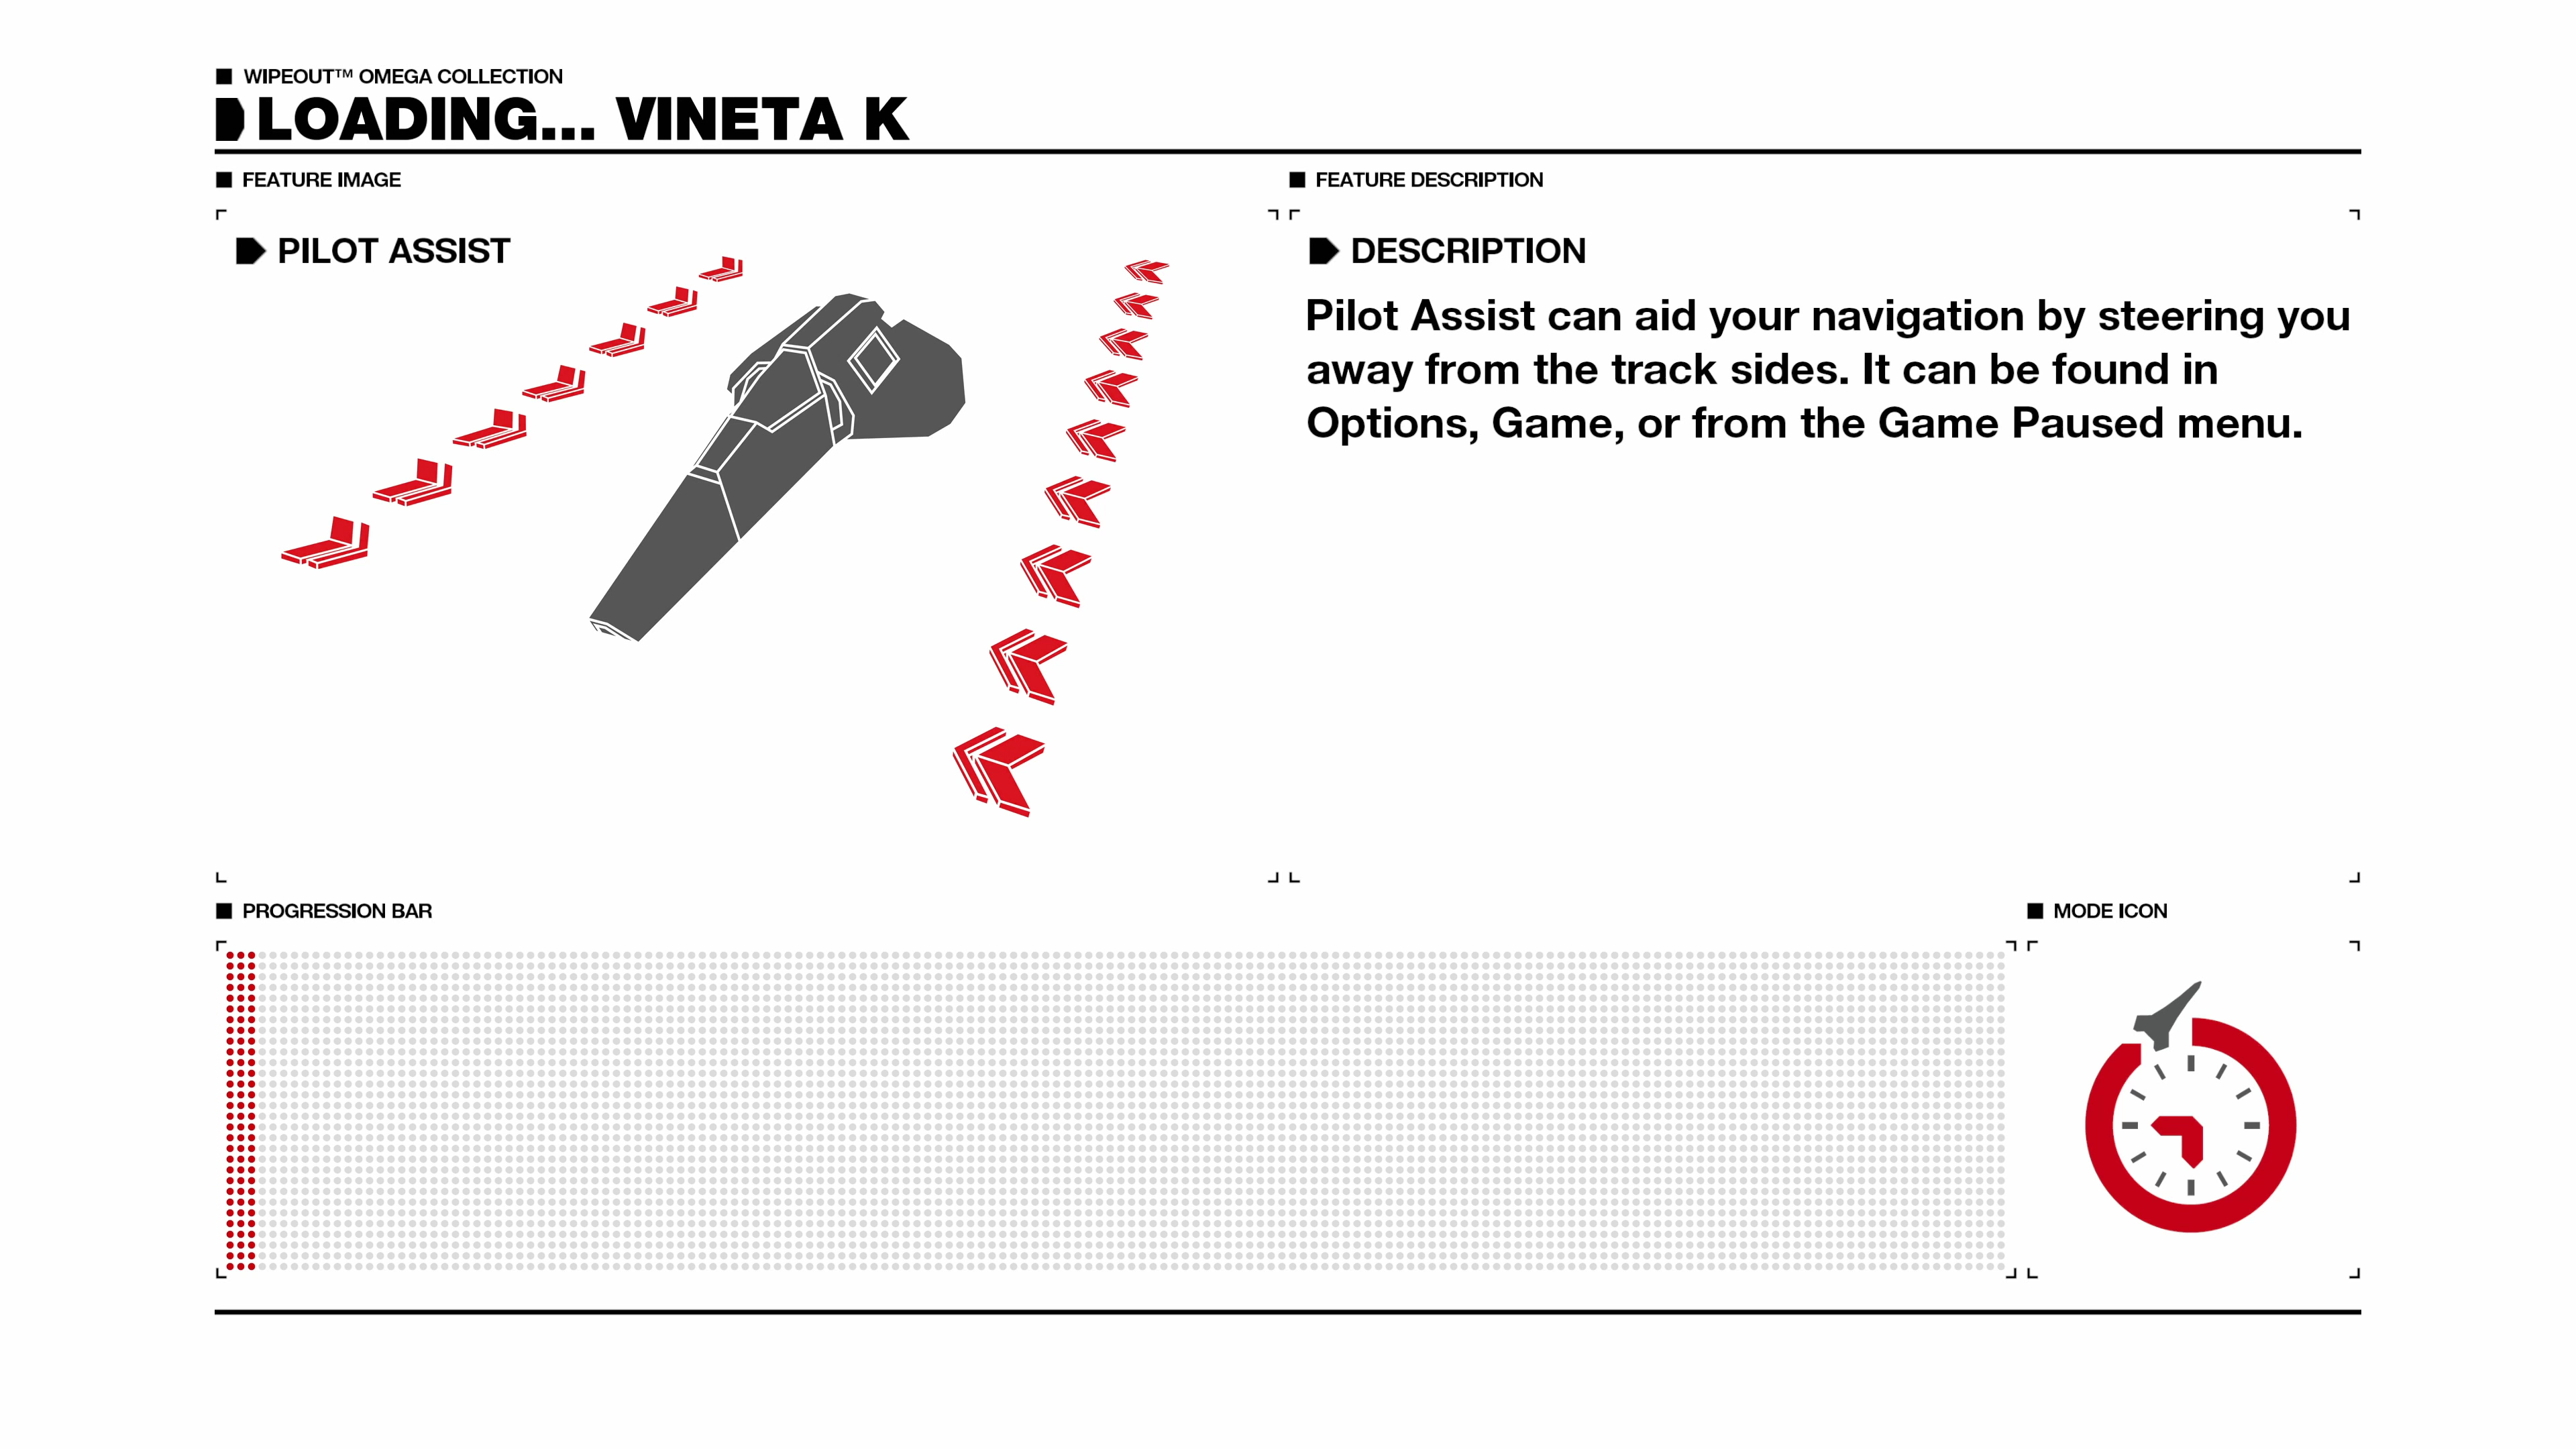 WIPEOUT™ OMEGA COLLECTION
LOADING... VINETA K
FEATURE IMAGE
FEATURE DESCRIPTION
PILOT ASSIST
DESCRIPTION
Pilot Assist can aid your navigation by steering you
away from the track sides. It can be found in
Options, Game, or from the Game Paused menu.
PROGRESSION BAR
MODE ICON